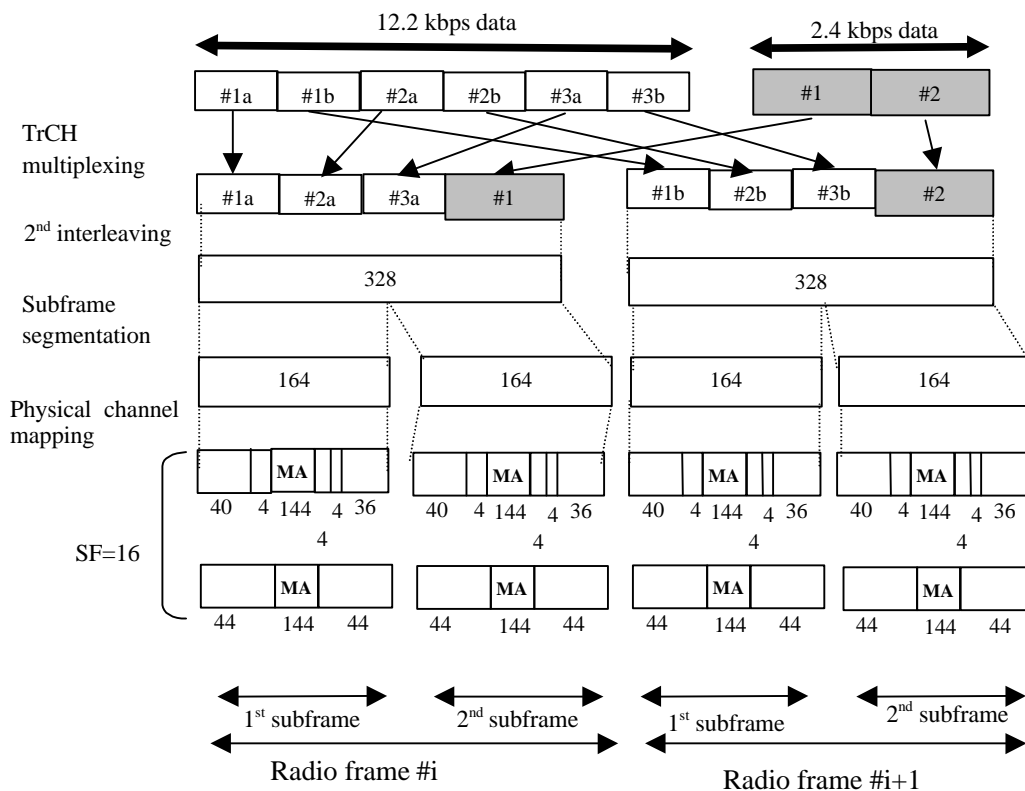 12.2 kbps data
2.4 kbps data
#1a #1b #2a #2b #3a #3b
#1 #2
TrCH
multiplexing
#1a #2a #3a #1
#1b #2b #3b #2
2nd interleaving
328
328
Subframe
segmentation
164
164
164
164
Physical channel
mapping
MA
MA
MA
MA
40 4 144 4 36
4
40 4 144 4 36
4
40 4 144 4 36
4
40 4 144 4 36
4
SF=16
MA
MA
MA
MA
44 144 44
44 144 44
44 144 44
44 144 44
1st subframe
2nd subframe
1st subframe
2nd subframe
Radio frame #i
Radio frame #i+1